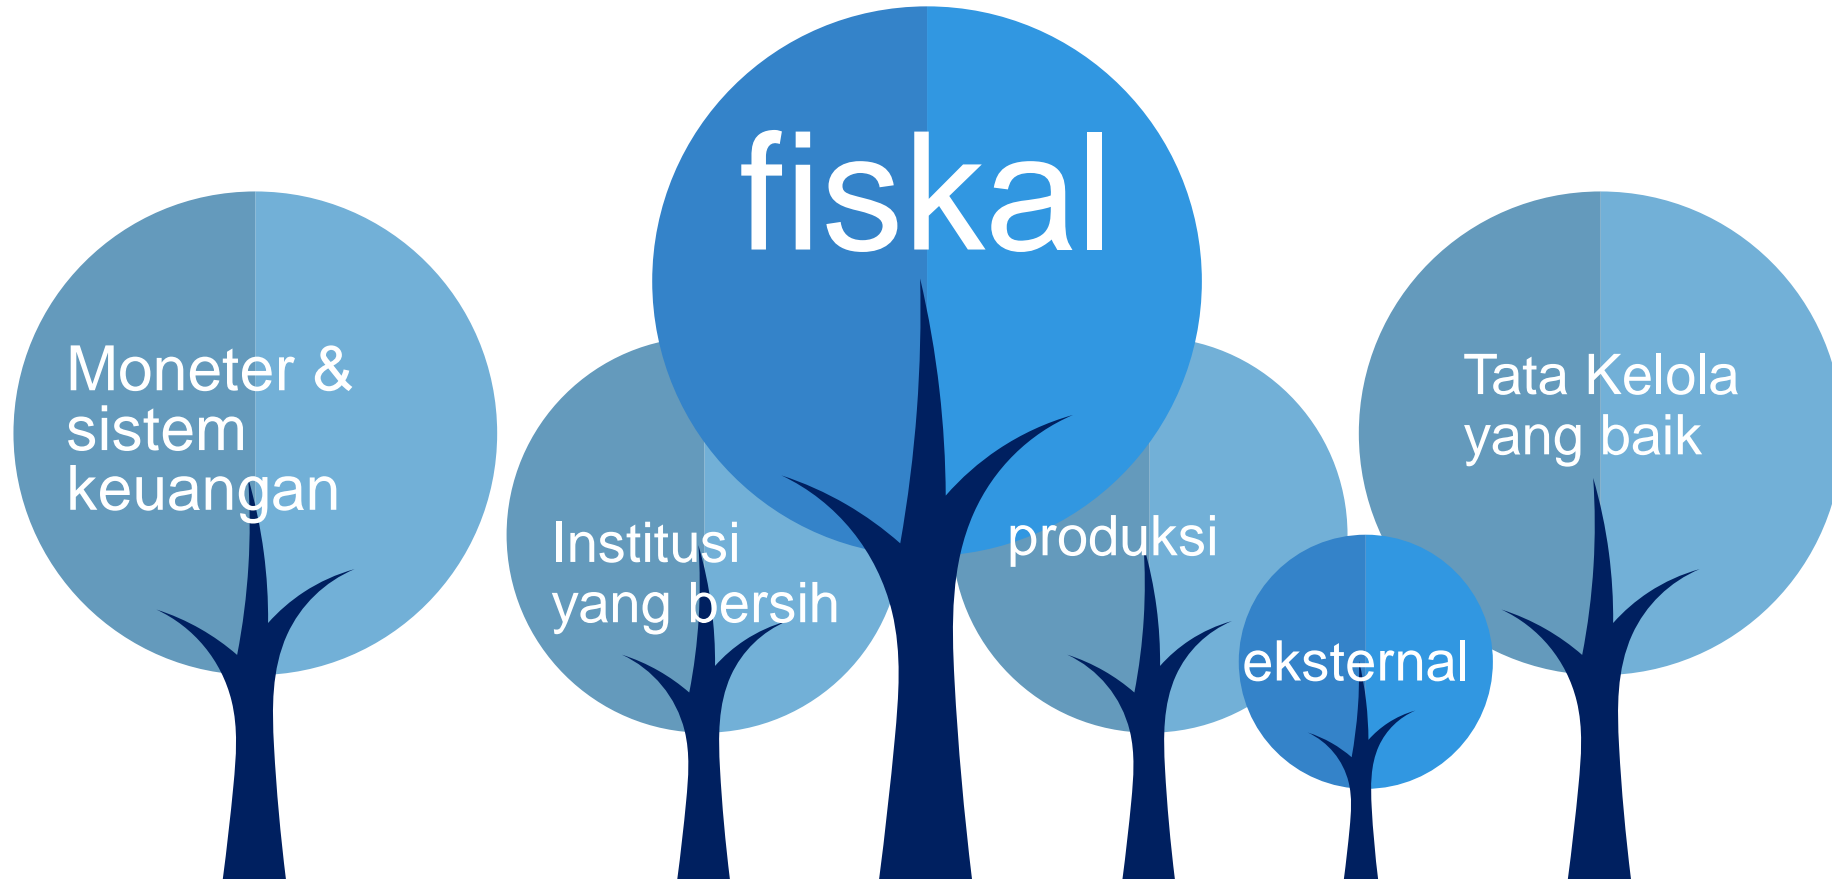 fiskal
Moneter &
sistem
keuangan
Institusi
yang bersih
produksi
eksternal
Tata Kelola
yang baik